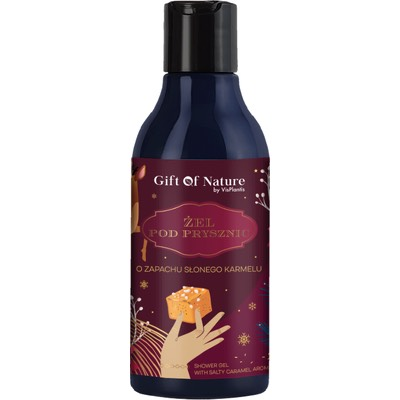 Gift Of Nature
by VisPlantis
ŻEL
POD PRYSZNIC
O ZAPACHU SŁONEGO KARMELU
SHOWER GEL
WITH SALTY CARAMEL